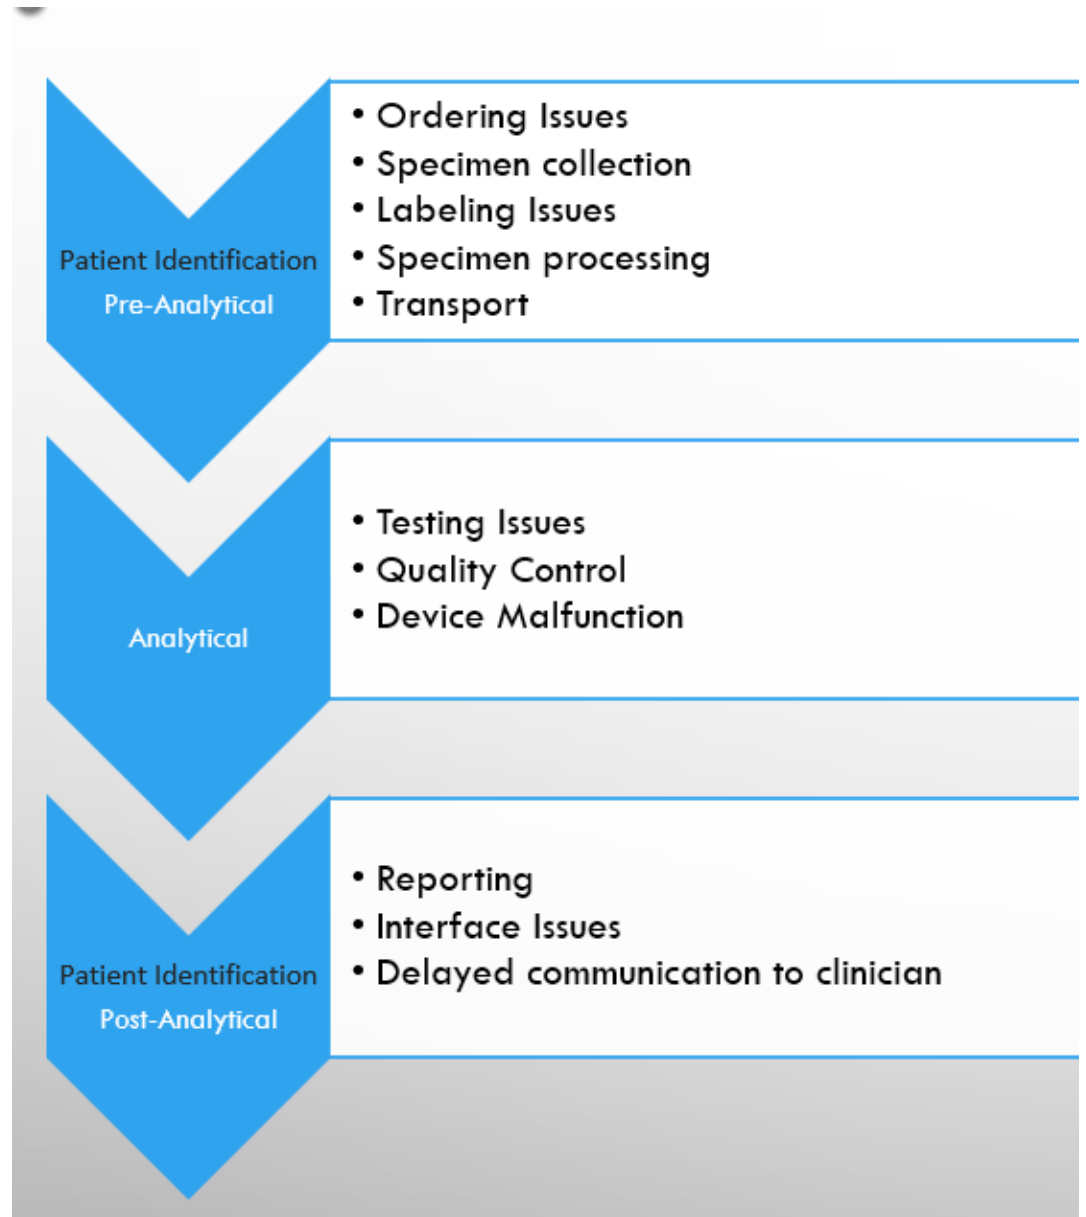 Patient Identification
Pre-Analytical
• Ordering Issues
• Specimen collection
• Labeling Issues
• Specimen processing
• Transport
Analytical
• Testing Issues
• Quality Control
• Device Malfunction
Patient Identification
Post-Analytical
• Reporting
• Interface Issues
• Delayed communication to clinician